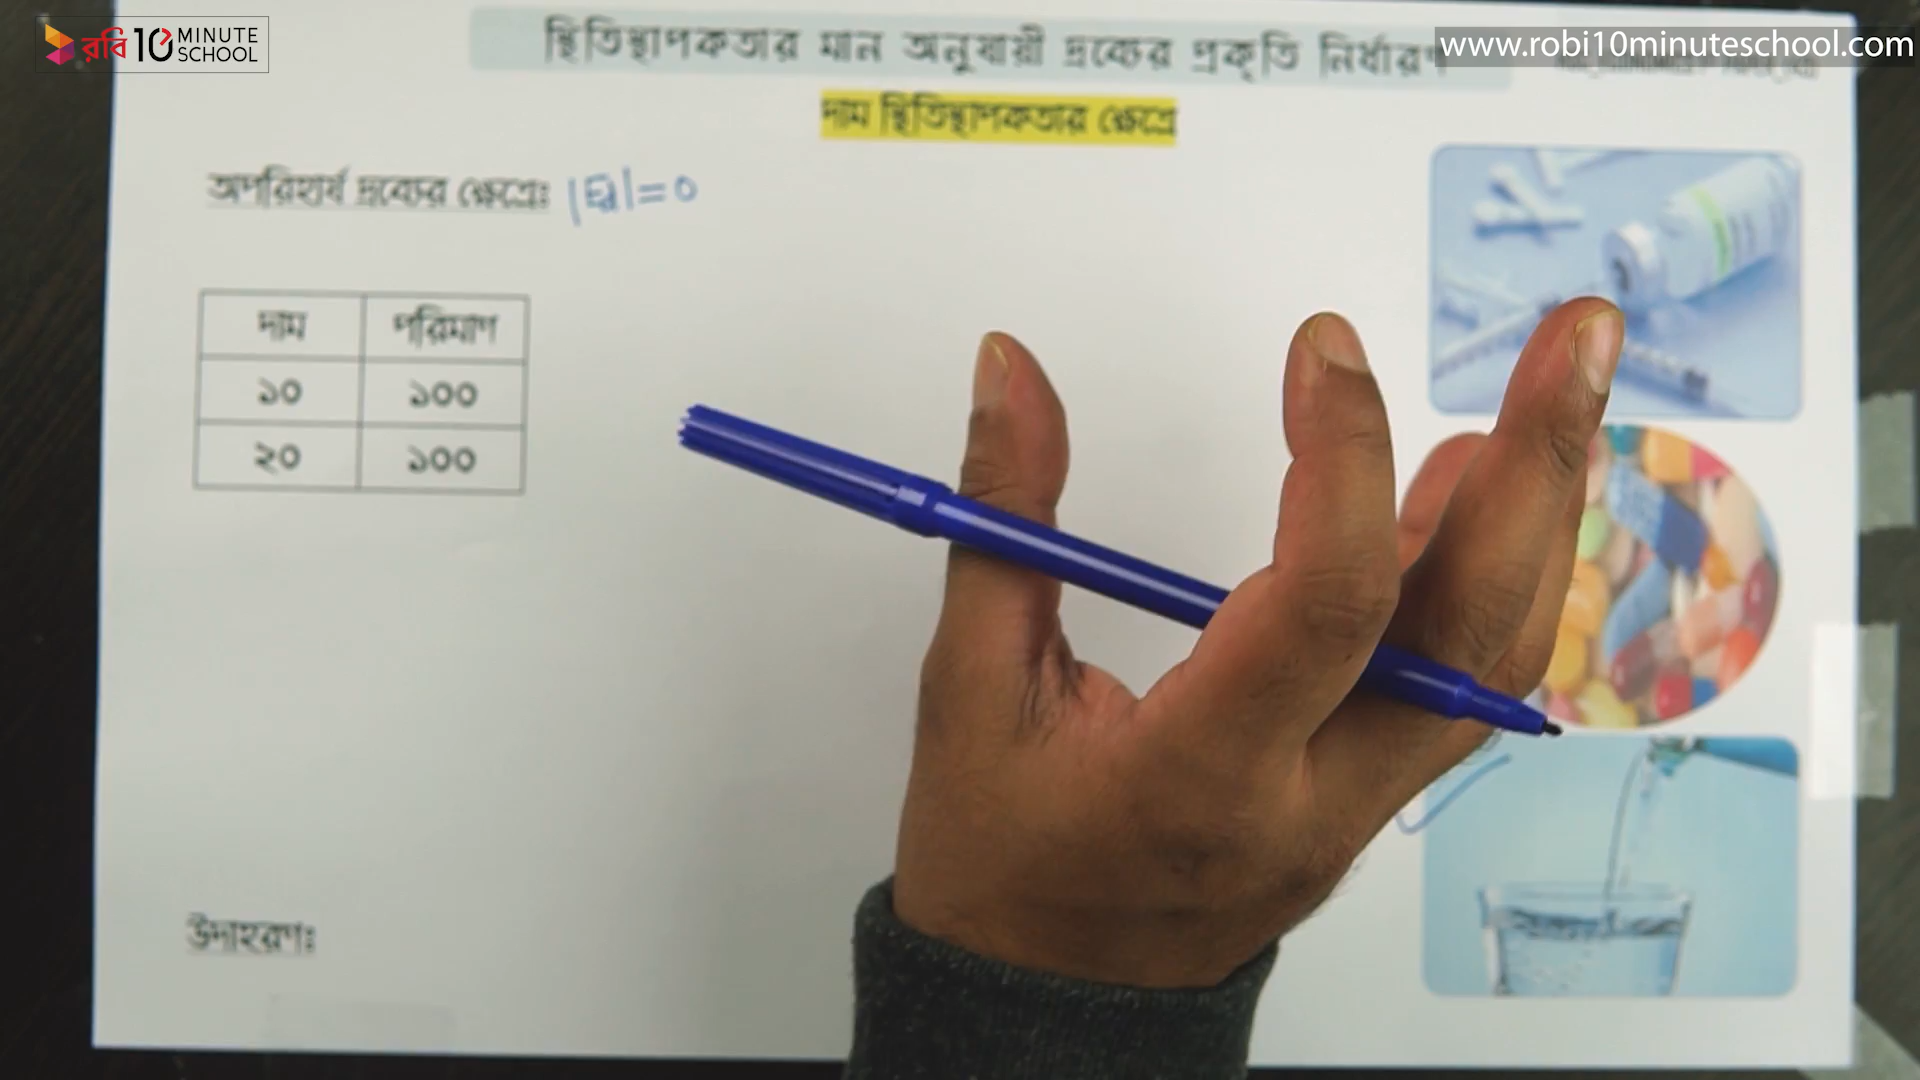 রবি 10 MINUTE SCHOOL
www.robi10minuteschool.com
স্থিতিস্থাপকতার মান অনুযায়ী দ্রব্যের প্রকৃতি নির্ধারণ
দাম স্থিতিস্থাপকতার ক্ষেত্রে
অপরিহার্য দ্রব্যের ক্ষেত্রেঃ |Ed|=0
দাম পরিমাণ
১০ ১০০
২০ ১০০
উদাহরণঃ